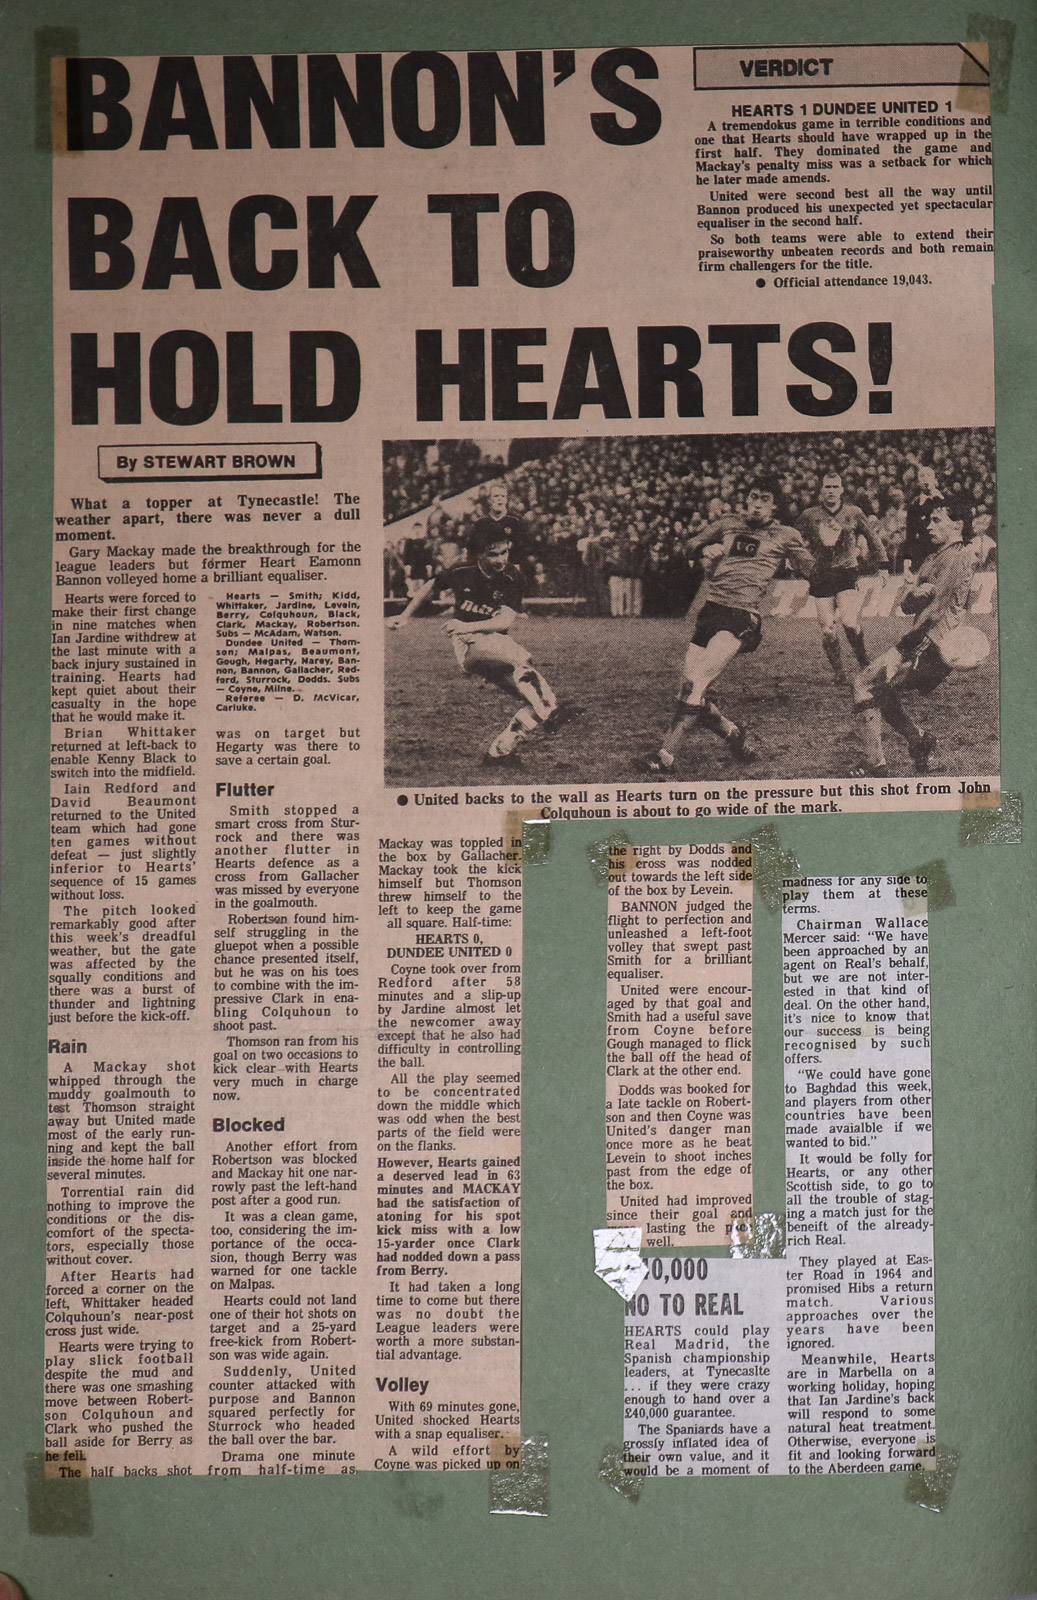 BANNON'S
BACK TO
HOLD HEARTS!
VERDICT
HEARTS 1 DUNDEE UNITED 1
A tremendokus game in terrible conditions and
one that Hearts should have wrapped up in the
first half. They dominated the game and
Mackay's penalty miss was a setback for which
he later made amends.
United were second best all the way until
Bannon produced his unexpected yet spectacular
equaliser in the second half.
So both teams were able to extend their
praiseworthy unbeaten records and both remain
firm challengers for the title.
● Official attendance 19,043.
By STEWART BROWN
What a topper at Tynecastle! The
weather apart, there was never a dull
moment.
Gary Mackay made the breakthrough for the
league leaders but former Heart Eamonn
Bannon volleyed home a brilliant equaliser.
Hearts were forced to
make their first change
in nine matches when
Ian Jardine withdrew at
the last minute with a
back injury sustained in
training. Hearts had
kept quiet about their
casualty in the hope
that he would make it.
Brian Whittaker
returned at left-back to
enable Kenny Black to
switch into the midfield.
Iain Redford and
David Beaumont
returned to the United
team which had gone
ten games without
defeat — just slightly
inferior to Hearts'
sequence of 15 games
without loss.
The pitch looked
remarkably good after
this week's dreadful
weather, but the gate
was affected by the
squally conditions and
there was a burst of
thunder and lightning
just before the kick-off.
Rain
A Mackay shot
whipped through the
muddy goalmouth to
test Thomson straight
away but United made
most of the early run-
ning and kept the ball
inside the home half for
several minutes.
Torrential rain did
nothing to improve the
conditions or the dis-
comfort of the specta-
tors, especially those
without cover.
After Hearts had
forced a corner on the
left, Whittaker headed
Colquhoun's near-post
cross just wide.
Hearts were trying to
play slick football
despite the mud and
there was one smashing
move between Robert-
son Colquhoun and
Clark who pushed the
ball aside for Berry as
he fell.
The half backs shot
Hearts — Smith; Kidd,
Whittaker, Jardine, Levein,
Berry, Colquhoun, Black,
Clark, Mackay, Robertson.
Subs — McAdam, Watson.
Dundee United — Thom-
son; Malpas, Beaumont,
Gough, Hegarty, Narey, Ban-
non, Bannon, Gallacher, Red-
ford, Sturrock, Dodds. Subs
— Coyne, Milne.
Referee — D. McVicar,
Carluke.
was on target but
Hegarty was there to
save a certain goal.
Flutter
Smith stopped a
smart cross from Stur-
rock and there was
another flutter in
Hearts defence as a
cross from Gallacher
was missed by everyone
in the goalmouth.
Robertson found him-
self struggling in the
gluepot when a possible
chance presented itself,
but he was on his toes
to combine with the im-
pressive Clark in ena-
bling Colquhoun to
shoot past.
Thomson ran from his
goal on two occasions to
kick clear with Hearts
very much in charge
now.
Blocked
Another effort from
Robertson was blocked
and Mackay hit one nar-
rowly past the left-hand
post after a good run.
It was a clean game,
too, considering the im-
portance of the occa-
sion, though Berry was
warned for one tackle
on Malpas.
Hearts could not land
one of their hot shots on
target and a 25-yard
free-kick from Robert-
son was wide again.
Suddenly, United
counter attacked with
purpose and Bannon
squared perfectly for
Sturrock who headed
the ball over the bar.
Drama one minute
from half-time as
● United backs to the wall as Hearts turn on the pressure but this shot from John
Colquhoun is about to go wide of the mark.
Mackay was toppled in
the box by Gallacher.
Mackay took the kick
himself but Thomson
threw himself to the
left to keep the game
all square. Half-time:
HEARTS 0,
DUNDEE UNITED 0
Coyne took over from
Redford after 58
minutes and a slip-up
by Jardine almost let
the newcomer away
except that he also had
difficulty in controlling
the ball.
All the play seemed
to be concentrated
down the middle which
was odd when the best
parts of the field were
on the flanks.
However, Hearts gained
a deserved lead in 63
minutes and MACKAY
had the satisfaction of
atoning for his spot
kick miss with a low
15-yarder once Clark
had nodded down a pass
from Berry.
It had taken a long
time to come but there
was no doubt the
League leaders were
worth a more substan-
tial advantage.
Volley
With 69 minutes gone,
United shocked Hearts
with a snap equaliser.
A wild effort by
Coyne was picked up on
the right by Dodds and
his cross was nodded
out towards the left side
of the box by Levein.
BANNON judged the
flight to perfection and
unleashed a left-foot
volley that swept past
Smith for a brilliant
equaliser.
United were encour-
aged by that goal and
Smith had a useful save
from Coyne before
Gough managed to flick
the ball off the head of
Clark at the other end.
Dodds was booked for
a late tackle on Robert-
son and then Coyne was
United's danger man
once more as he beat
Levein to shoot inches
past from the edge of
the box.
United had improved
since their goal and
lasting the
well.
0,000
NO TO REAL
HEARTS could play
Real Madrid, the
Spanish championship
leaders, at Tynecaslte
... if they were crazy
enough to hand over a
£40,000 guarantee.
The Spaniards have a
grossly inflated idea of
their own value, and it
would be a moment of
madness for any side to
play them at these
terms.
Chairman Wallace
Mercer said: "We have
been approached by an
agent on Real's behalf,
but we are not inter-
ested in that kind of
deal. On the other hand,
it's nice to know that
our success is being
recognised by such
offers.
"We could have gone
to Baghdad this week,
and players from other
countries have been
made avaialble if we
wanted to bid."
It would be folly for
Hearts, or any other
Scottish side, to go to
all the trouble of stag-
ing a match just for the
beneift of the already-
rich Real.
They played at Eas-
ter Road in 1964 and
promised Hibs a return
match. Various
approaches over the
years have been
ignored.
Meanwhile, Hearts
are in Marbella on a
working holiday, hoping
that Ian Jardine's back
will respond to some
natural heat treatment.
Otherwise, everyone is
fit and looking forward
to the Aberdeen game.